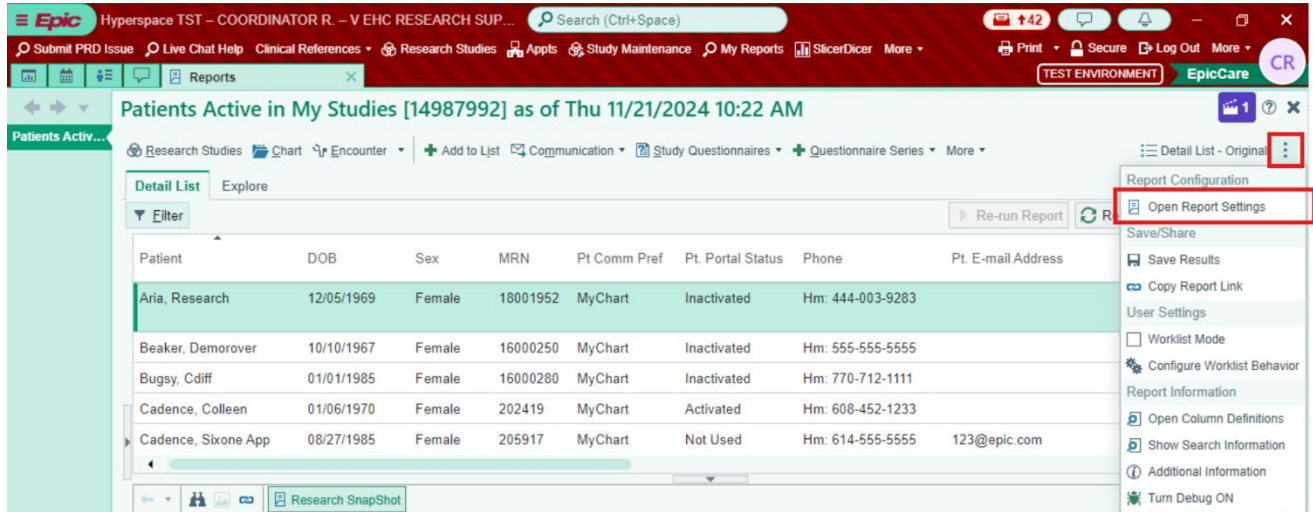 Epic Hyperspace TST – COORDINATOR R. – V EHC RESEARCH SUP... Search (Ctrl+Space) 42
Submit PRD Issue Live Chat Help Clinical References Research Studies Appts Study Maintenance My Reports SlicerDicer More Print Secure Log Out More
CR
Reports TEST ENVIRONMENT EpicCare
Patients Activ...
Patients Active in My Studies [14987992] as of Thu 11/21/2024 10:22 AM 1
Research Studies Chart Encounter Add to List Communication Study Questionnaires Questionnaire Series More Detail List - Original
Detail List Explore
Filter Re-run Report
Patient DOB Sex MRN Pt Comm Pref Pt. Portal Status Phone Pt. E-mail Address
Aria, Research 12/05/1969 Female 18001952 MyChart Inactivated Hm: 444-003-9283
Beaker, Demorover 10/10/1967 Female 16000250 MyChart Inactivated Hm: 555-555-5555
Bugsy, Cdiff 01/01/1985 Female 16000280 MyChart Inactivated Hm: 770-712-1111
Cadence, Colleen 01/06/1970 Female 202419 MyChart Activated Hm: 608-452-1233
Cadence, Sixone App 08/27/1985 Female 205917 MyChart Not Used Hm: 614-555-5555 123@epic.com
Research SnapShot
Report Configuration
Open Report Settings
Save/Share
Save Results
Copy Report Link
User Settings
Worklist Mode
Configure Worklist Behavior
Report Information
Open Column Definitions
Show Search Information
Additional Information
Turn Debug ON